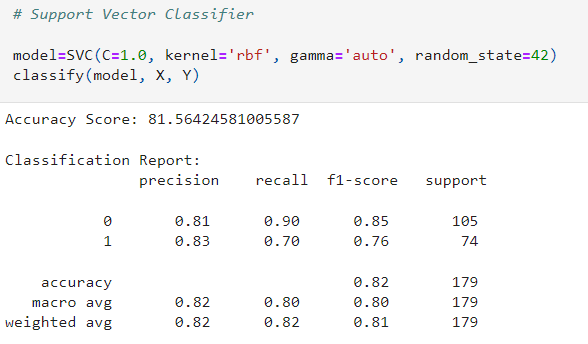 # Support Vector Classifier
model=SVC(C=1.0, kernel='rbf', gamma='auto', random_state=42)
classify(model, X, Y)
Accuracy Score: 81.56424581005587
Classification Report:
precision recall f1-score support
0 0.81 0.90 0.85 105
1 0.83 0.70 0.76 74
accuracy 0.82 179
macro avg 0.82 0.80 0.80 179
weighted avg 0.82 0.82 0.81 179